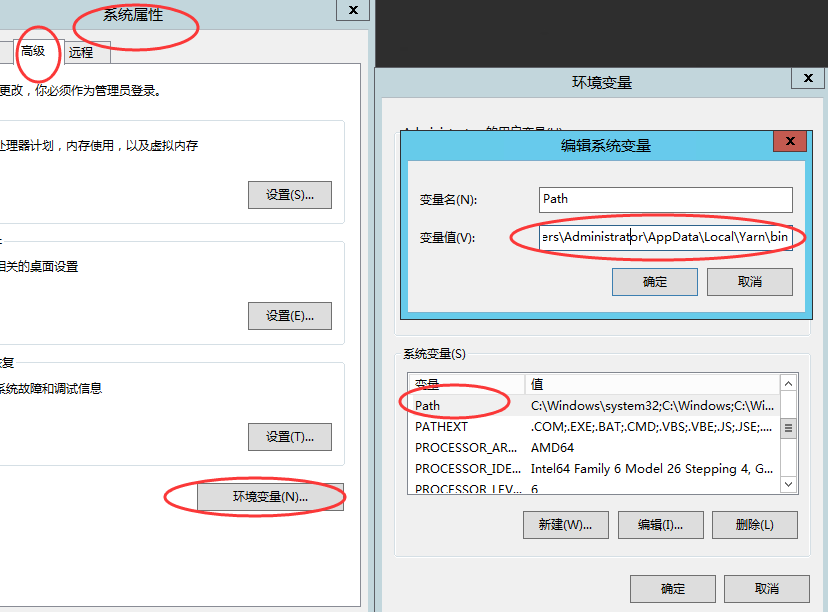 系统属性
高级
远程
更改，你必须作为管理员登录。
处理器计划，内存使用，以及虚拟内存
设置(S)...
相关的桌面设置
设置(E)...
系统故障和调试信息
设置(T)...
环境变量(N)...
环境变量
编辑系统变量
变量名(N):
Path
变量值(V):
ers\Administrator\AppData\Local\Yarn\bin
确定
取消
系统变量(S)
变量
值
Path
C:\Windows\system32;C:\Windows;C:\Wi...
PATHEXT
.COM;.EXE;.BAT;.CMD;.VBS;.VBE;.JS;.JSE;....
PROCESSOR_AR...
AMD64
PROCESSOR_IDE...
Intel64 Family 6 Model 26 Stepping 4, G...
PROCESSOR_LEV...
6
新建(W)...
编辑(I)...
删除(L)
确定
取消